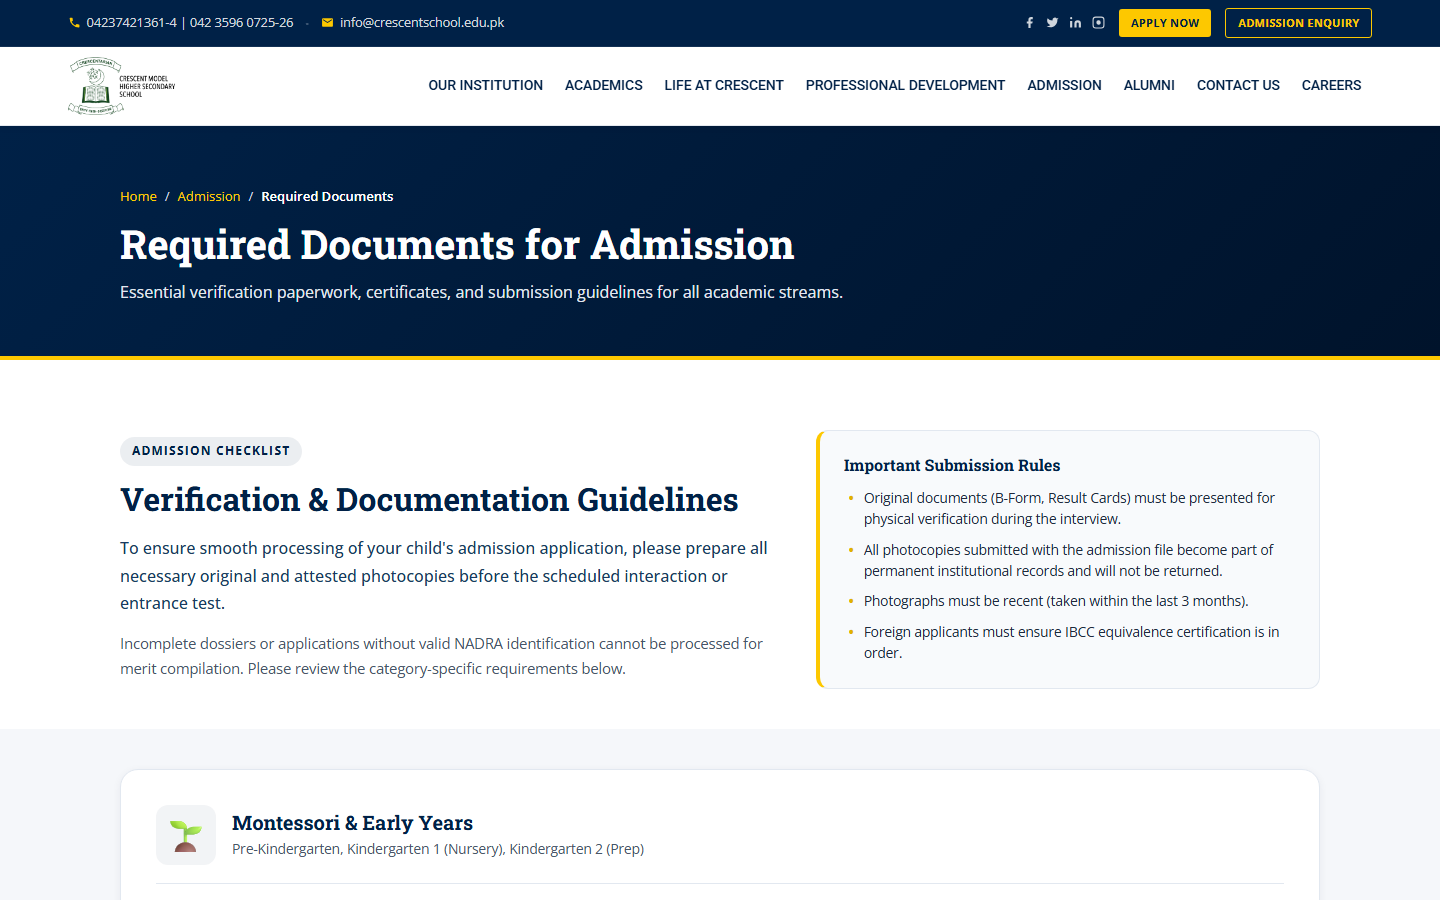 04237421361-4 | 042 3596 0725-26
info@crescentschool.edu.pk
APPLY NOW
ADMISSION ENQUIRY
CRESCENTARIAN
CRESCENT MODEL
HIGHER SECONDARY
SCHOOL
OUR INSTITUTION
ACADEMICS
LIFE AT CRESCENT
PROFESSIONAL DEVELOPMENT
ADMISSION
ALUMNI
CONTACT US
CAREERS
Home / Admission / Required Documents
Required Documents for Admission
Essential verification paperwork, certificates, and submission guidelines for all academic streams.
ADMISSION CHECKLIST
Verification & Documentation Guidelines
To ensure smooth processing of your child's admission application, please prepare all
necessary original and attested photocopies before the scheduled interaction or
entrance test.
Incomplete dossiers or applications without valid NADRA identification cannot be processed for
merit compilation. Please review the category-specific requirements below.
Important Submission Rules
• Original documents (B-Form, Result Cards) must be presented for
physical verification during the interview.
• All photocopies submitted with the admission file become part of
permanent institutional records and will not be returned.
• Photographs must be recent (taken within the last 3 months).
• Foreign applicants must ensure IBCC equivalence certification is in
order.
Montessori & Early Years
Pre-Kindergarten, Kindergarten 1 (Nursery), Kindergarten 2 (Prep)